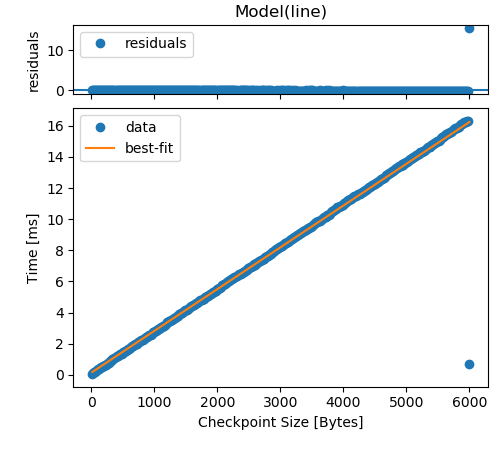 Model(line)
residuals
10
0
residuals
data
best-fit
Time [ms]
16
14
12
10
8
6
4
2
0
0 1000 2000 3000 4000 5000 6000
Checkpoint Size [Bytes]